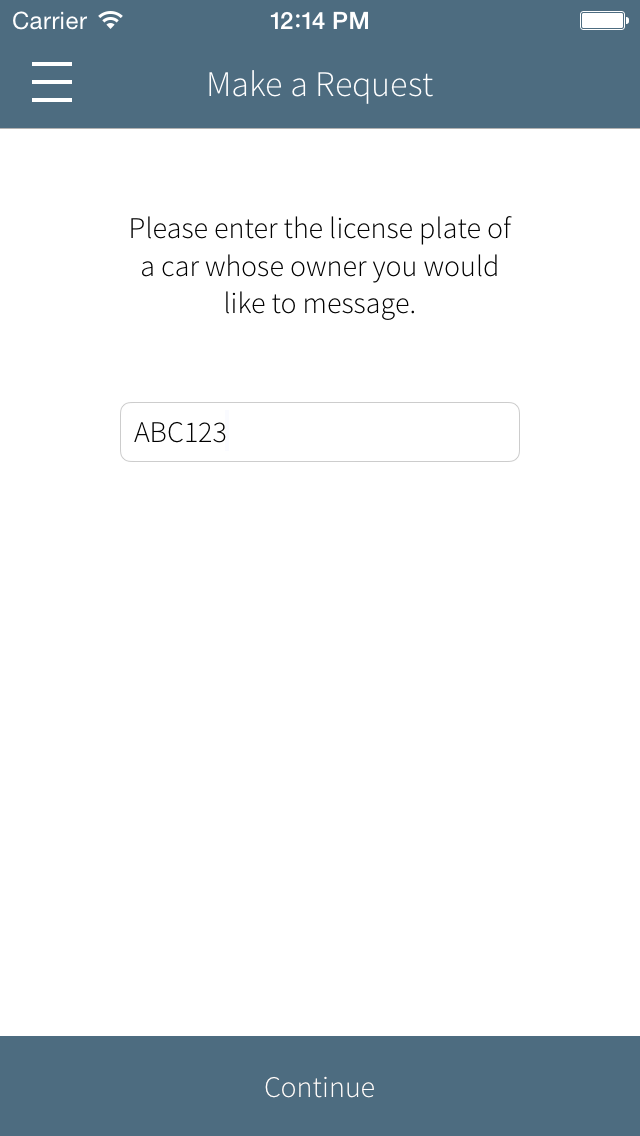 Carrier 12:14 PM
Make a Request
Please enter the license plate of
a car whose owner you would
like to message.
ABC123
Continue